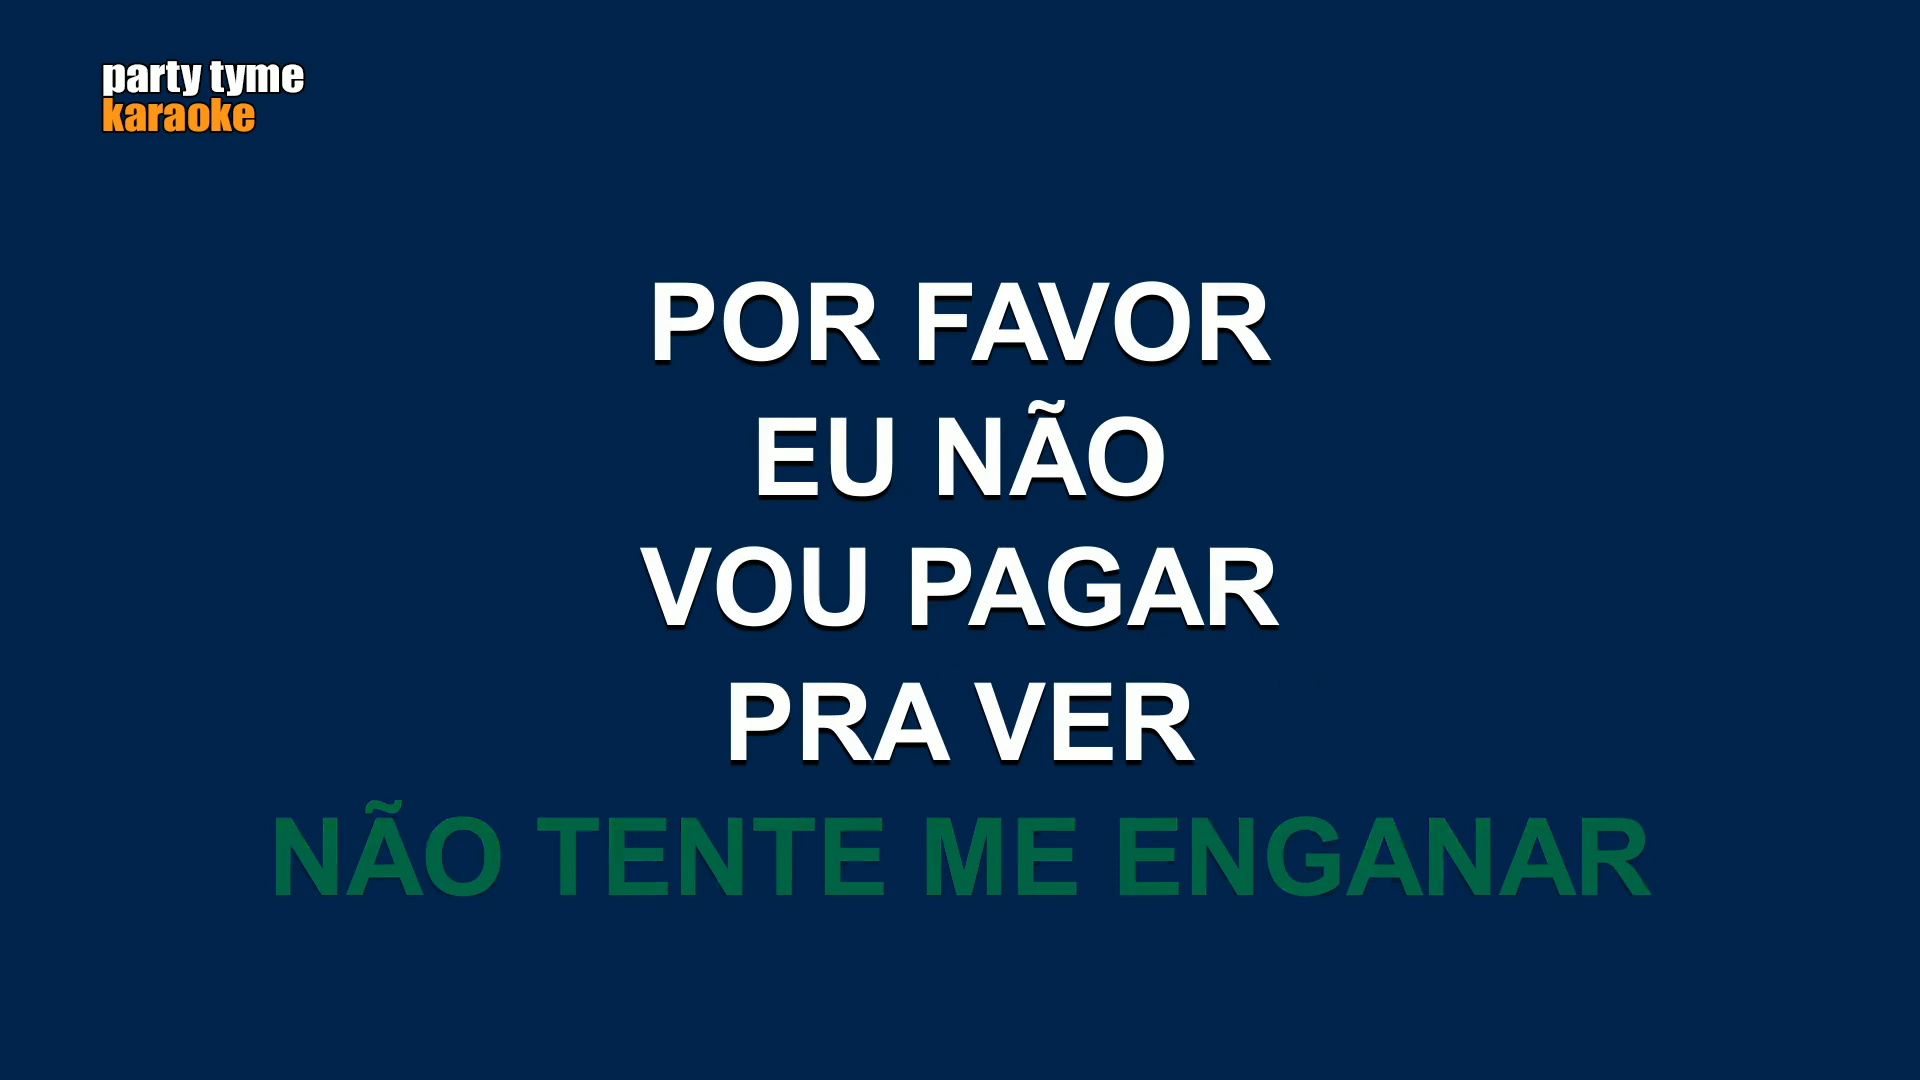 party tyme
karaoke
POR FAVOR
EU NÃO
VOU PAGAR
PRA VER
NÃO TENTE ME ENGANAR